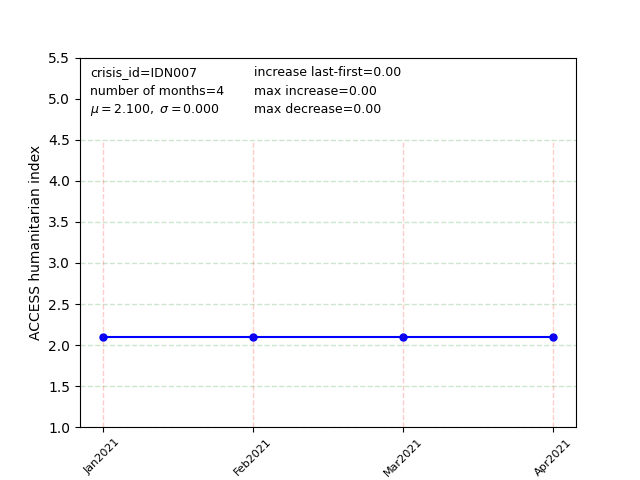 crisis_id=IDN007
number of months=4
μ = 2.100, σ = 0.000
increase last-first=0.00
max increase=0.00
max decrease=0.00
ACCESS humanitarian index
5.5
5.0
4.5
4.0
3.5
3.0
2.5
2.0
1.5
1.0
Jan2021
Feb2021
Mar2021
Apr2021